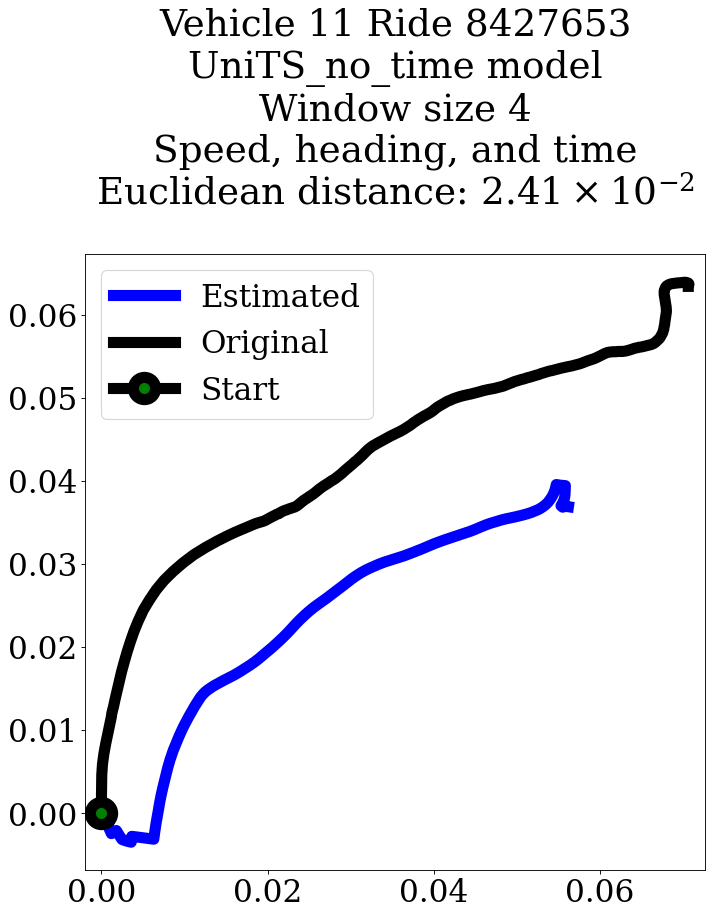 Vehicle 11 Ride 8427653
UniTS_no_time model
Window size 4
Speed, heading, and time
Euclidean distance: 2.41 × 10⁻²
Estimated
Original
Start
0.06
0.05
0.04
0.03
0.02
0.01
0.00
0.00 0.02 0.04 0.06